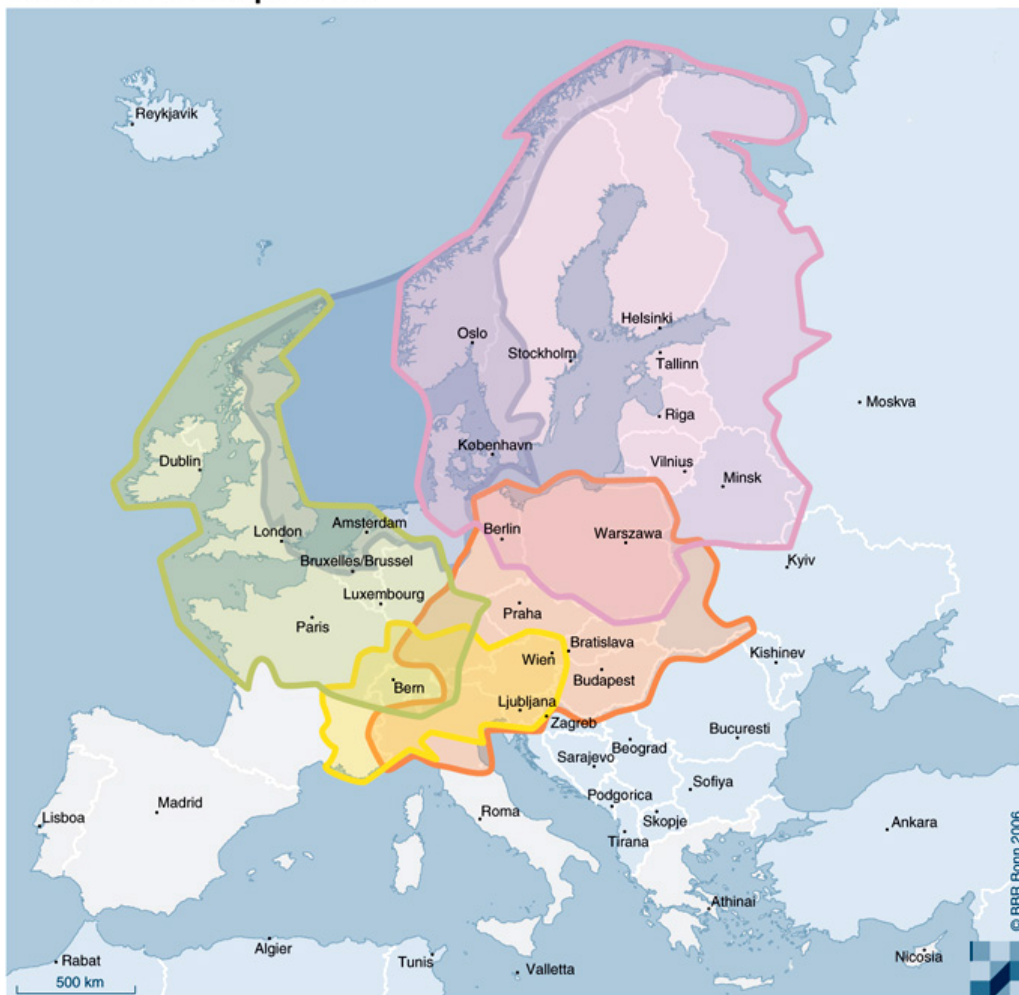 Reykjavik
Oslo
Helsinki
Stockholm
Tallinn
Moskva
Riga
København
Dublin
Vilnius
Minsk
Amsterdam
Berlin
London
Warszawa
Bruxelles/Brussel
Kyiv
Luxembourg
Praha
Paris
Bratislava
Wien
Kishinev
Budapest
Bern
Ljubljana
Zagreb
Bucuresti
Beograd
Sarajevo
Sofiya
Podgorica
Madrid
Roma
Skopje
Lisboa
Ankara
Tirana
Athinai
© BBR Bonn 2006
Algier
Nicosia
Rabat
Tunis
Valletta
500 km